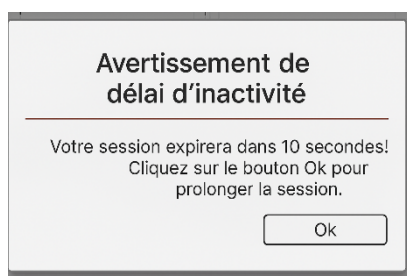 Avertissement de
délai d’inactivité
Votre session expirera dans 10 secondes!
Cliquez sur le bouton Ok pour
prolonger la session.
Ok